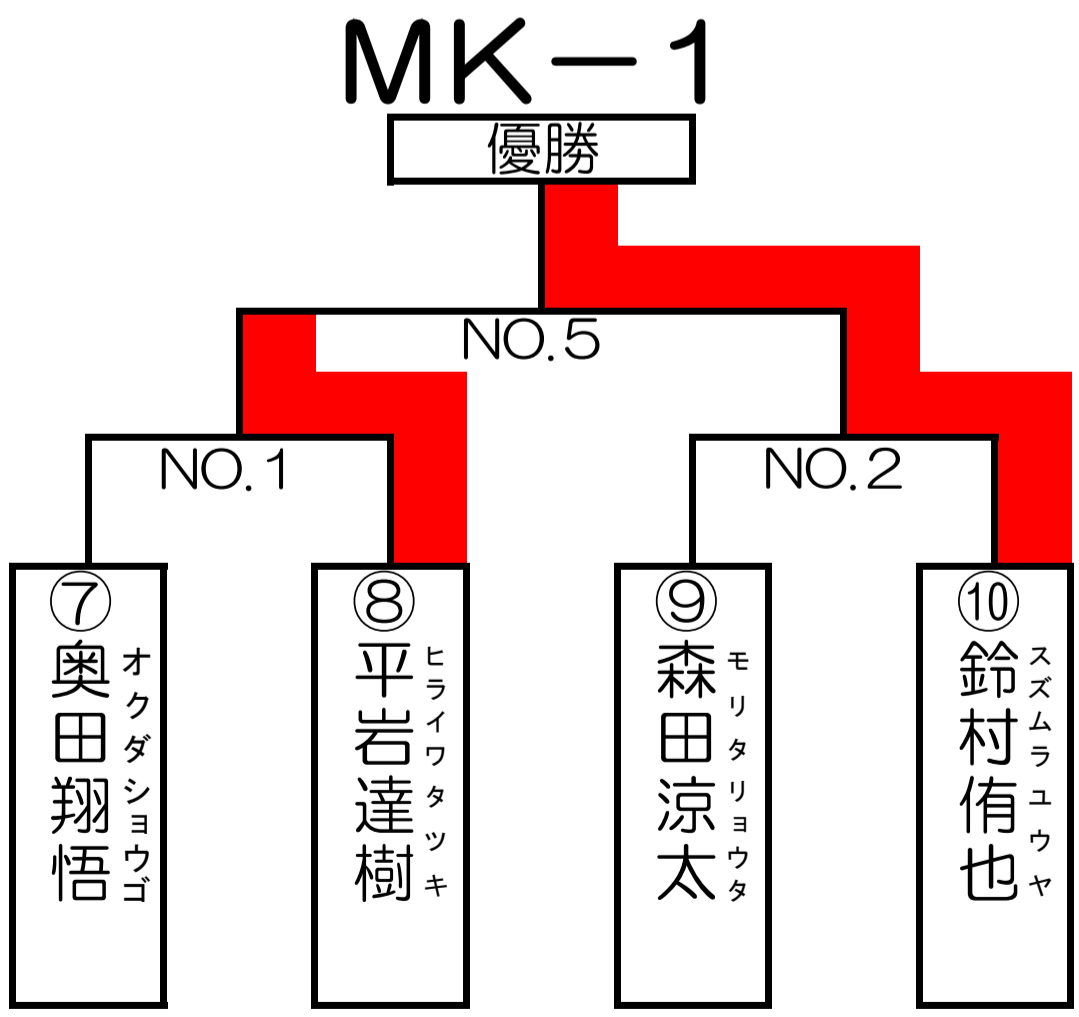 MK-1
優勝
NO.5
NO.1
NO.2
⑦
奥田翔悟
オクダショウゴ
⑧
平岩達樹
ヒライワタツキ
⑨
森田涼太
モリタリョウタ
⑩
鈴村侑也
スズムラユウヤ